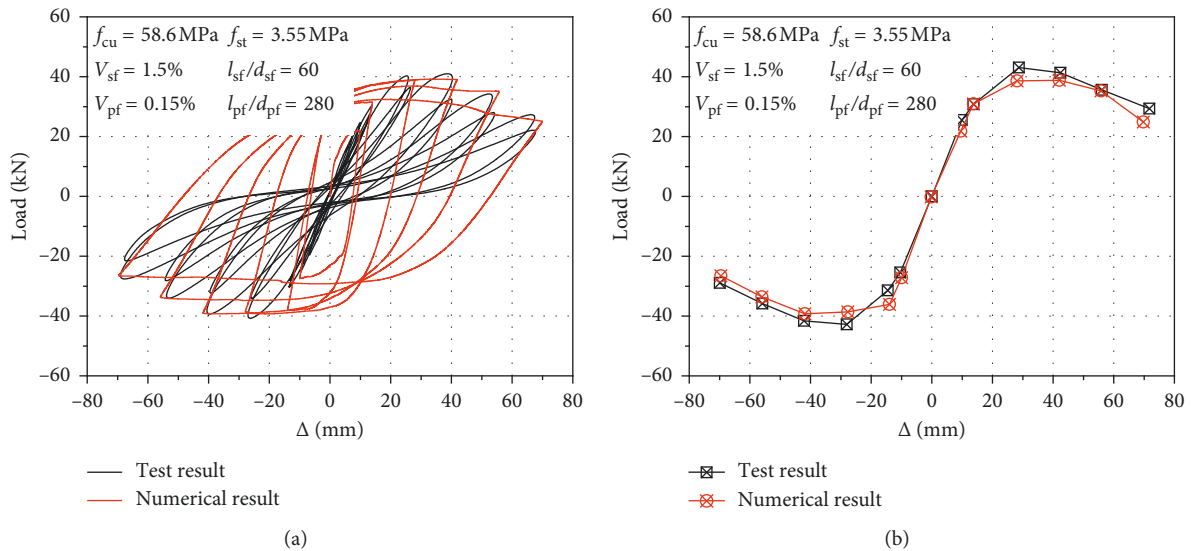 60
f_cu = 58.6 MPa f_st = 3.55 MPa
V_sf = 1.5% l_sf/d_sf = 60
40
V_pf = 0.15% l_pf/d_pf = 280
20
0
−20
−40
−60
Load (kN)
−80 −60 −40 −20 0 20 40 60 80
Δ (mm)
Test result
Numerical result
(a)
60
f_cu = 58.6 MPa f_st = 3.55 MPa
V_sf = 1.5% l_sf/d_sf = 60
40
V_pf = 0.15% l_pf/d_pf = 280
20
0
−20
−40
−60
Load (kN)
−80 −60 −40 −20 0 20 40 60 80
Δ (mm)
Test result
Numerical result
(b)